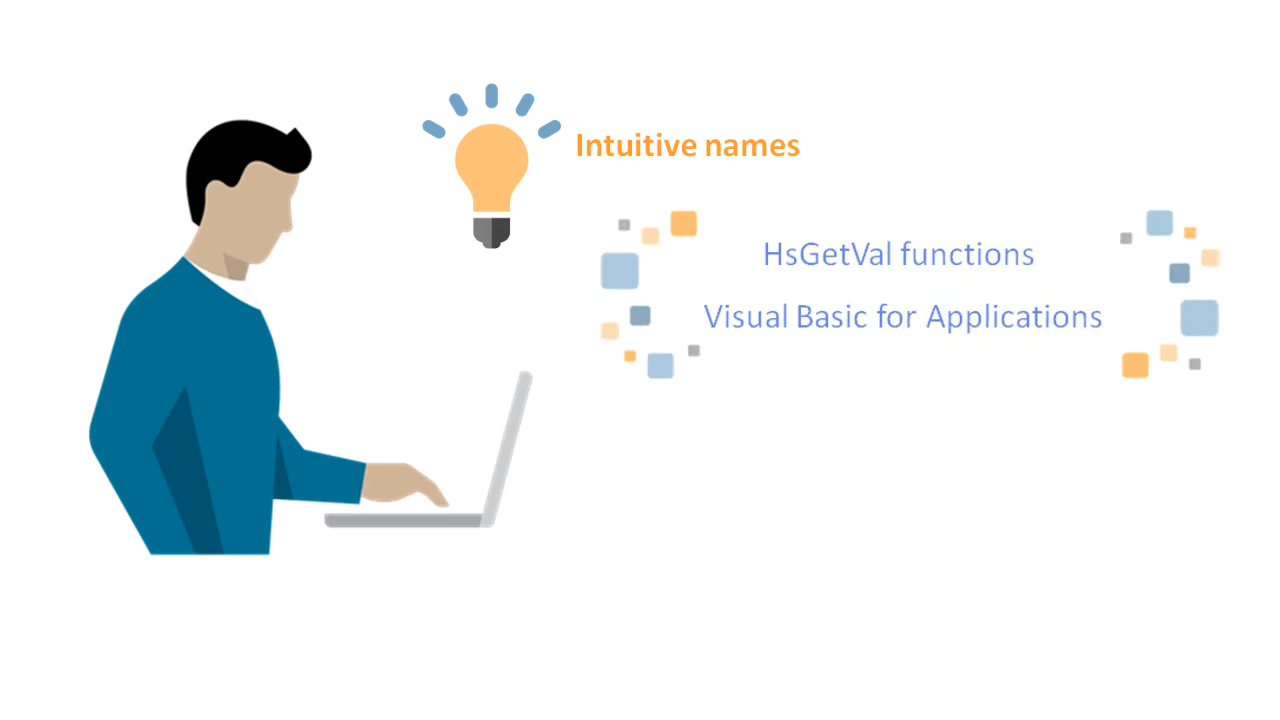 Intuitive names
HsGetVal functions
Visual Basic for Applications